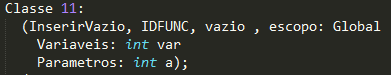 Classe 11:
(InserirVazio, IDFUNC, vazio , escopo: Global
Variaveis: int var
Parametros: int a);